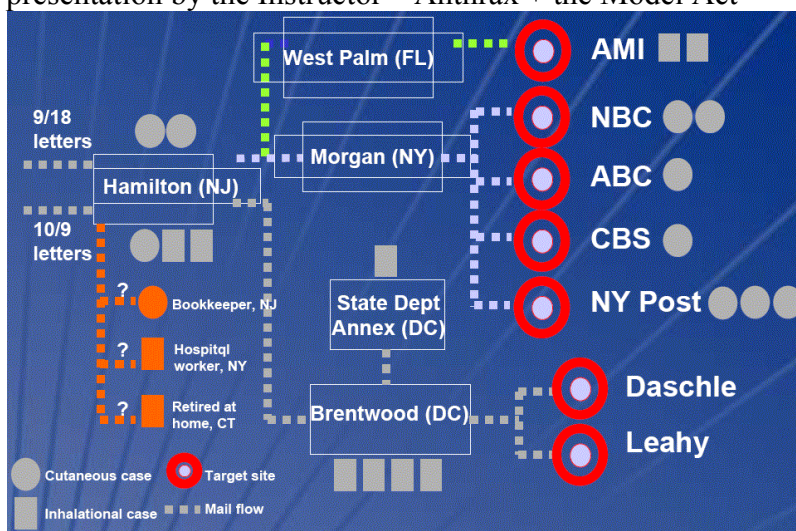 presentation by the Instructor – Anthrax + the Model Act
West Palm (FL)
AMI
9/18
letters
NBC
Morgan (NY)
Hamilton (NJ)
ABC
10/9
letters
CBS
?
Bookkeeper, NJ
State Dept
Annex (DC)
NY Post
?
Hospitql
worker, NY
?
Retired at
home, CT
Brentwood (DC)
Daschle
Leahy
Cutaneous case
Target site
Inhalational case
Mail flow